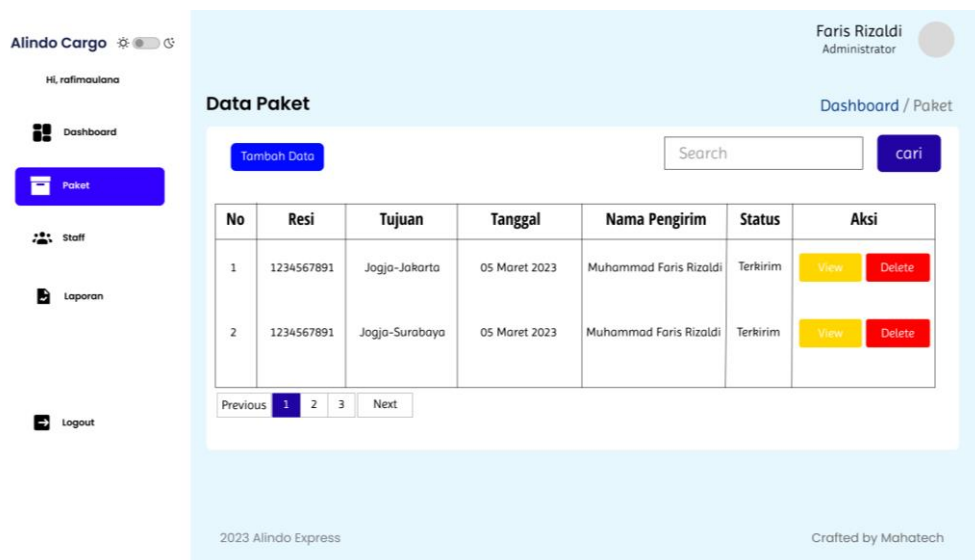 Alindo Cargo
Hi, rafimaulana
Dashboard
Paket
Staff
Laporan
Logout
Faris Rizaldi
Administrator
Data Paket
Dashboard / Paket
Tambah Data
Search
cari
No Resi Tujuan Tanggal Nama Pengirim Status Aksi
1 1234567891 Jogja-Jakarta 05 Maret 2023 Muhammad Faris Rizaldi Terkirim View Delete
2 1234567891 Jogja-Surabaya 05 Maret 2023 Muhammad Faris Rizaldi Terkirim View Delete
Previous 1 2 3 Next
2023 Alindo Express
Crafted by Mahatech